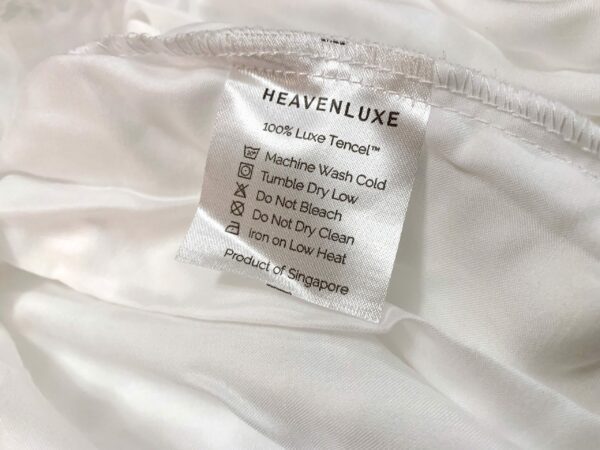 HEAVENLUXE
100% Luxe Tencel™
Machine Wash Cold
Tumble Dry Low
Do Not Bleach
Do Not Dry Clean
Iron on Low Heat
Product of Singapore